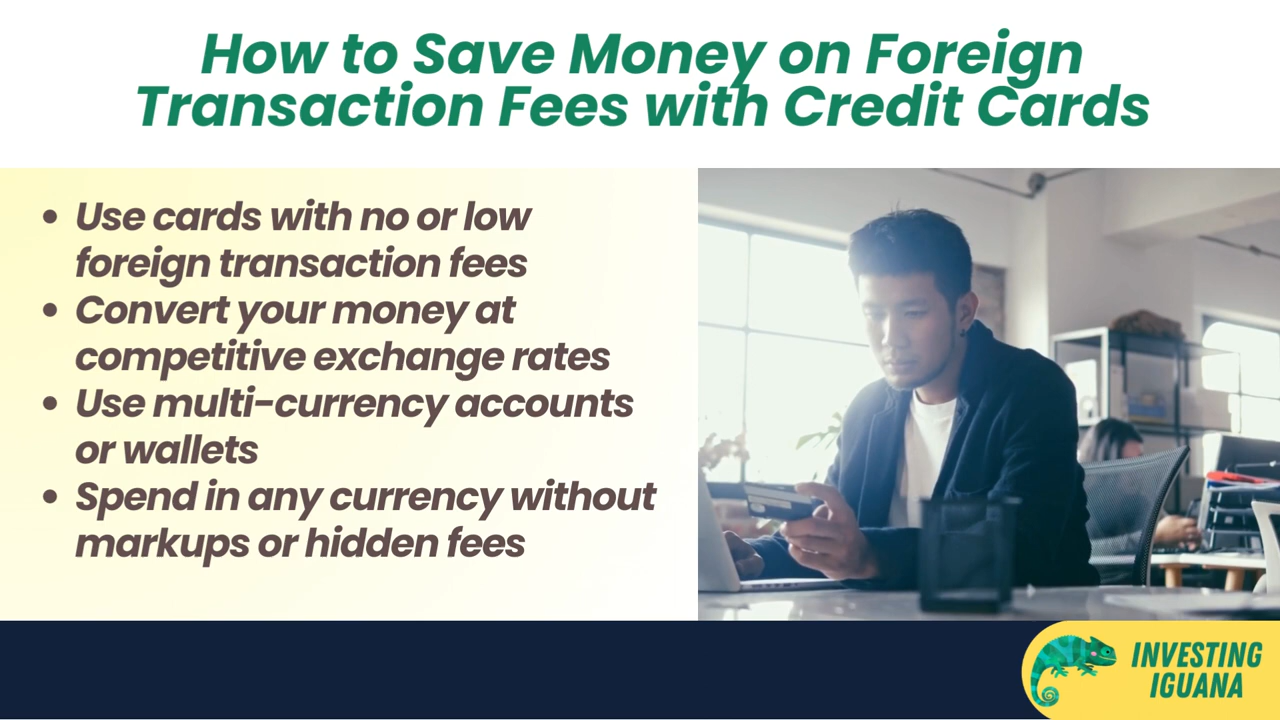 How to Save Money on Foreign
Transaction Fees with Credit Cards
• Use cards with no or low
foreign transaction fees
• Convert your money at
competitive exchange rates
• Use multi-currency accounts
or wallets
• Spend in any currency without
markups or hidden fees
INVESTING
IGUANA